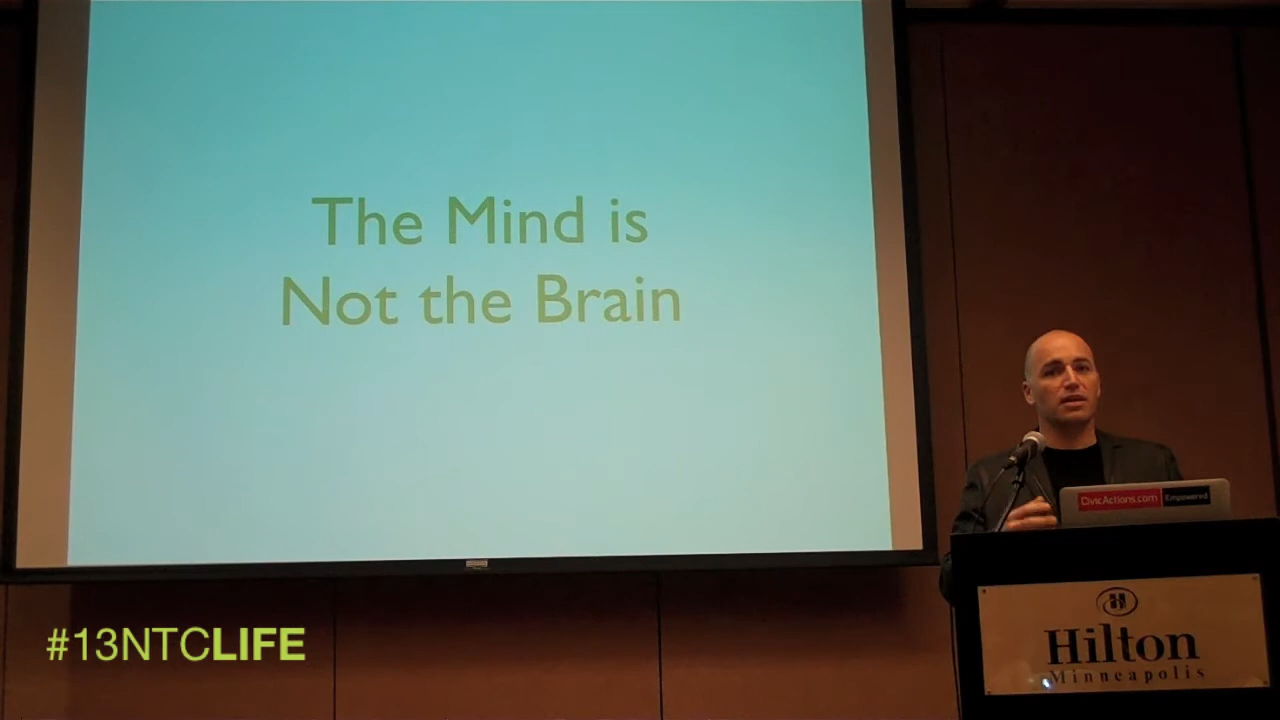 The Mind is
Not the Brain
CivicActions.com Empowered
#13NTCLIFE
Hilton
Minneapolis